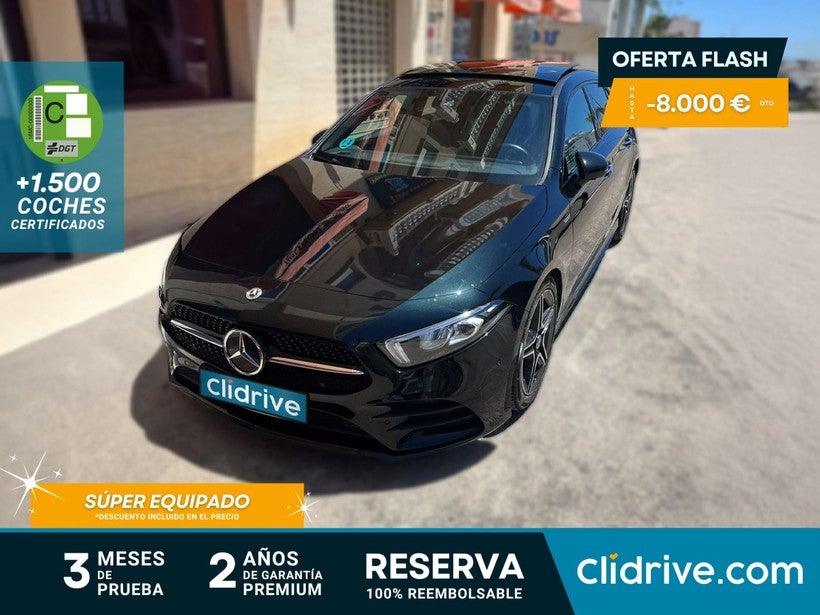 C
DGT
+1.500
COCHES
CERTIFICADOS
OFERTA FLASH
HASTA
-8.000 €
DTO
clidrive
SÚPER EQUIPADO
*DESCUENTO INCLUIDO EN EL PRECIO
3 MESES
DE
PRUEBA
2 AÑOS
DE GARANTÍA
PREMIUM
RESERVA
100% REEMBOLSABLE
Clidrive.com